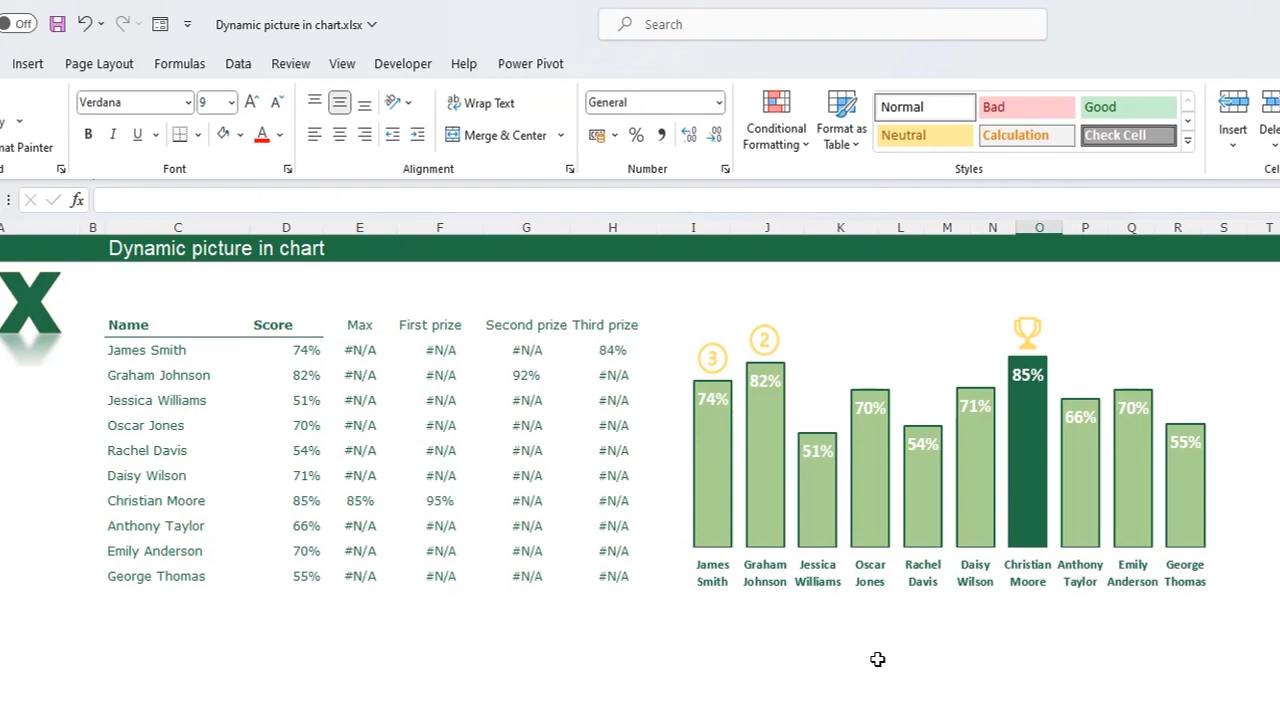 Off
Dynamic picture in chart.xlsx
Search
Insert Page Layout Formulas Data Review View Developer Help Power Pivot
Verdana 9
Wrap Text
General
Normal Bad Good
Format Painter
B I U
Merge & Center
Conditional Formatting
Format as Table
Neutral Calculation Check Cell
Insert
Font Alignment Number Styles
fx
A B C D E F G H I J K L M N O P Q R S T
Dynamic picture in chart
X
Name Score Max First prize Second prize Third prize
James Smith 74% #N/A #N/A #N/A 84%
Graham Johnson 82% #N/A #N/A 92% #N/A
Jessica Williams 51% #N/A #N/A #N/A #N/A
Oscar Jones 70% #N/A #N/A #N/A #N/A
Rachel Davis 54% #N/A #N/A #N/A #N/A
Daisy Wilson 71% #N/A #N/A #N/A #N/A
Christian Moore 85% 85% 95% #N/A #N/A
Anthony Taylor 66% #N/A #N/A #N/A #N/A
Emily Anderson 70% #N/A #N/A #N/A #N/A
George Thomas 55% #N/A #N/A #N/A #N/A
3 2
74% 82% 51% 70% 54% 71% 85% 66% 70% 55%
James Graham Jessica Oscar Rachel Daisy Christian Anthony Emily George
Smith Johnson Williams Jones Davis Wilson Moore Taylor Anderson Thomas